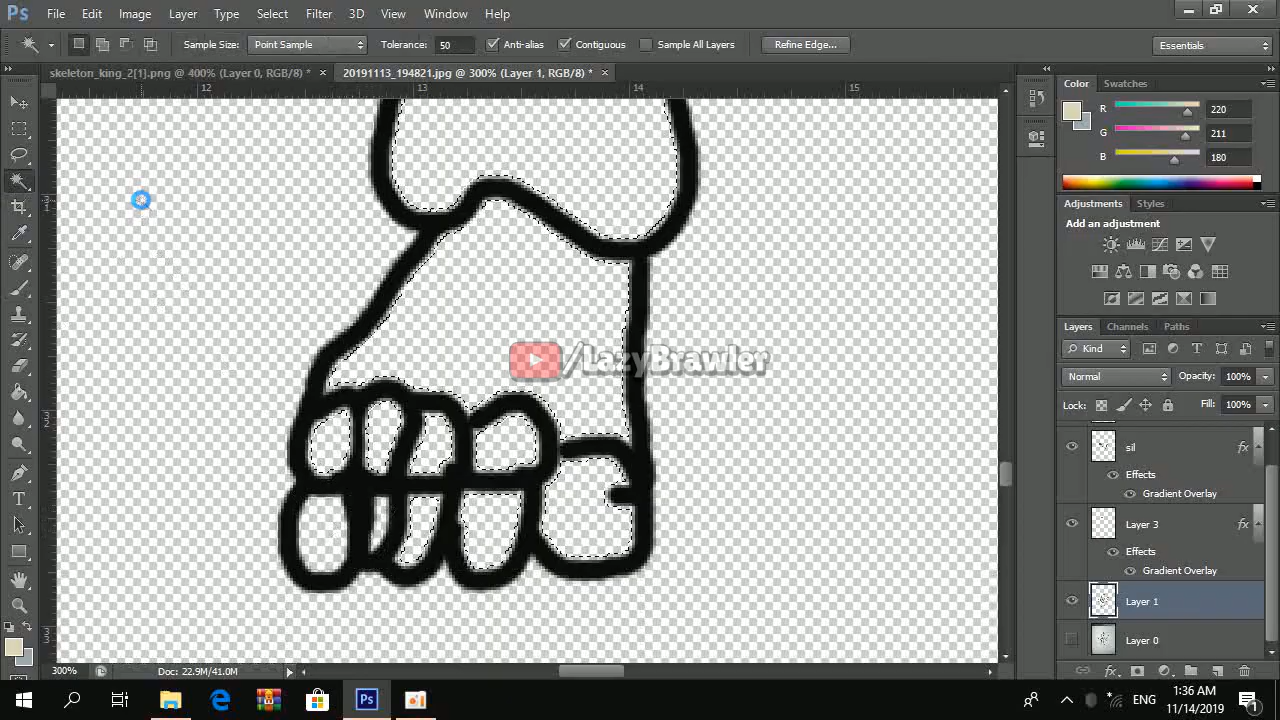 Ps File Edit Image Layer Type Select Filter 3D View Window Help
Sample Size: Point Sample Tolerance: 50 Anti-alias Contiguous Sample All Layers Refine Edge... Essentials
skeleton_king_2[1].png @ 400% (Layer 0, RGB/8) * × 20191113_194821.jpg @ 300% (Layer 1, RGB/8) * ×
12 13 14 15
Color Swatches
R 220
G 211
B 180
Adjustments Styles
Add an adjustment
/LazyBrawler
Layers Channels Paths
Kind
Normal Opacity: 100%
Lock: Fill: 100%
sil fx
Effects
Gradient Overlay
Layer 3 fx
Effects
Gradient Overlay
Layer 1
Layer 0
300% Doc: 22.9M/41.0M
ENG 1:36 AM
11/14/2019